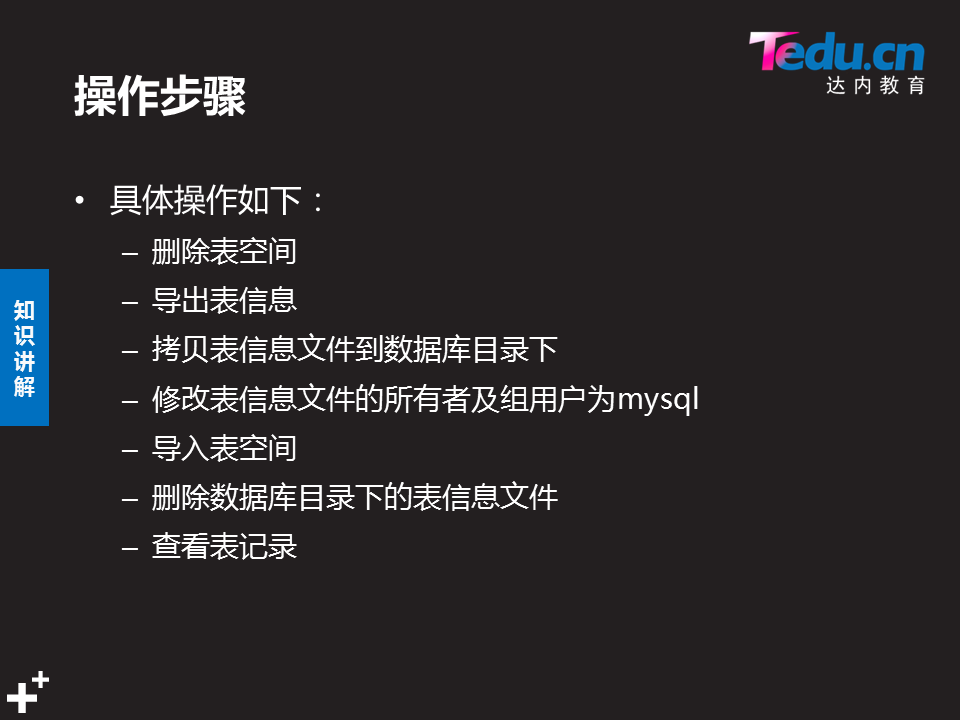 Tedu.cn
达内教育
操作步骤
• 具体操作如下：
– 删除表空间
– 导出表信息
– 拷贝表信息文件到数据库目录下
– 修改表信息文件的所有者及组用户为mysql
– 导入表空间
– 删除数据库目录下的表信息文件
– 查看表记录
知识讲解